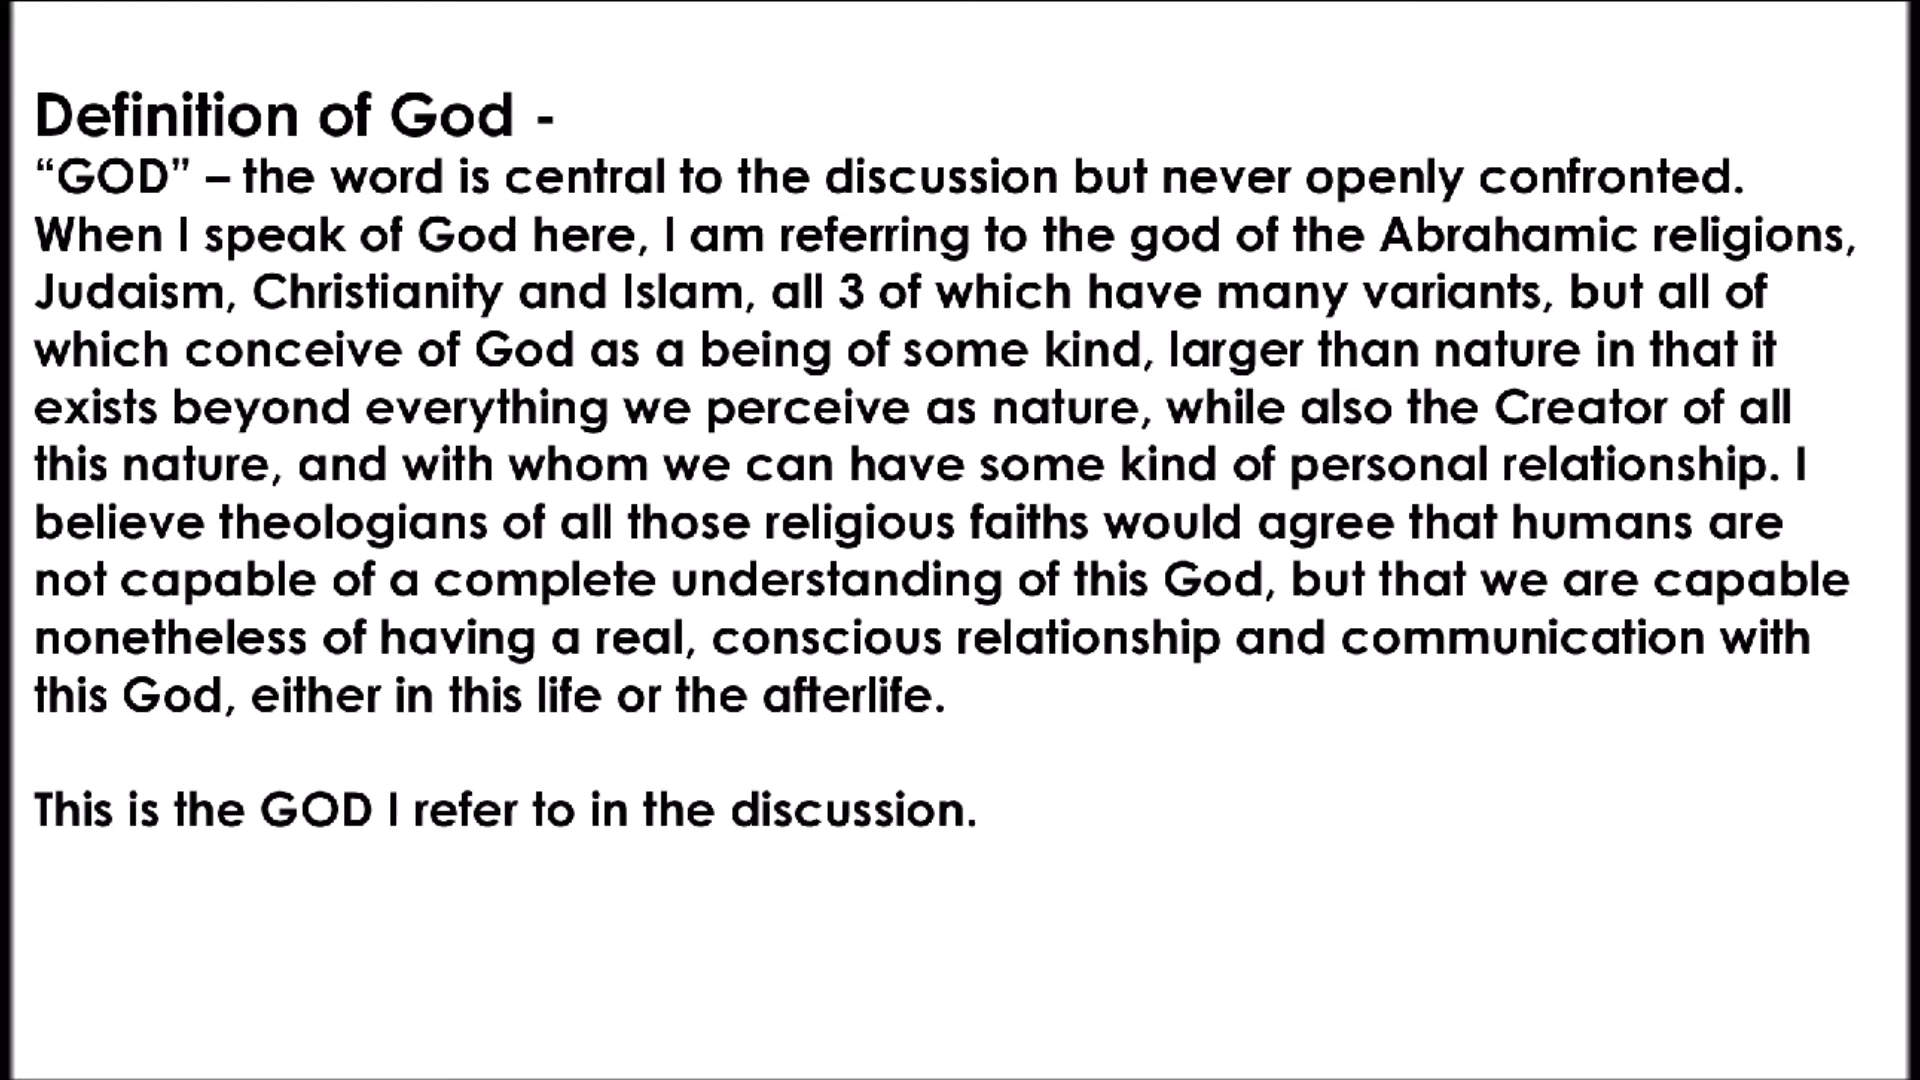 Definition of God -
“GOD” – the word is central to the discussion but never openly confronted.
When I speak of God here, I am referring to the god of the Abrahamic religions,
Judaism, Christianity and Islam, all 3 of which have many variants, but all of
which conceive of God as a being of some kind, larger than nature in that it
exists beyond everything we perceive as nature, while also the Creator of all
this nature, and with whom we can have some kind of personal relationship. I
believe theologians of all those religious faiths would agree that humans are
not capable of a complete understanding of this God, but that we are capable
nonetheless of having a real, conscious relationship and communication with
this God, either in this life or the afterlife.
This is the GOD I refer to in the discussion.